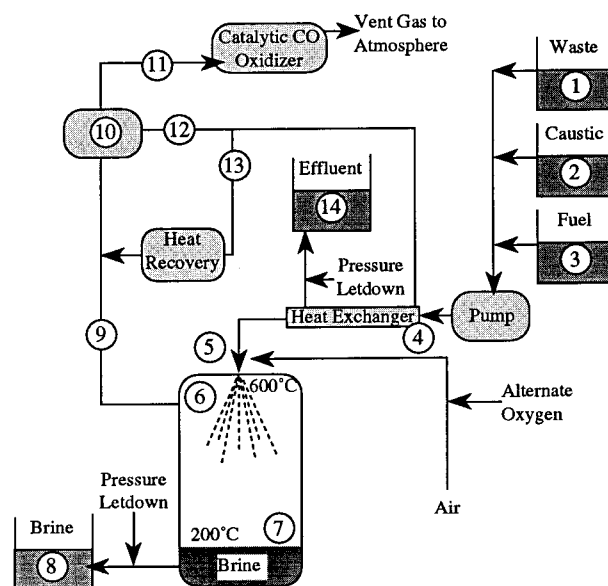 Vent Gas to
Atmosphere
Catalytic CO
Oxidizer
11
Waste
1
10
12
Caustic
2
13
Effluent
14
Fuel
3
Heat
Recovery
Pressure
Letdown
Heat Exchanger
Pump
4
9
5
6
600°C
Alternate
Oxygen
Pressure
Letdown
Air
200°C
7
Brine
8
Brine